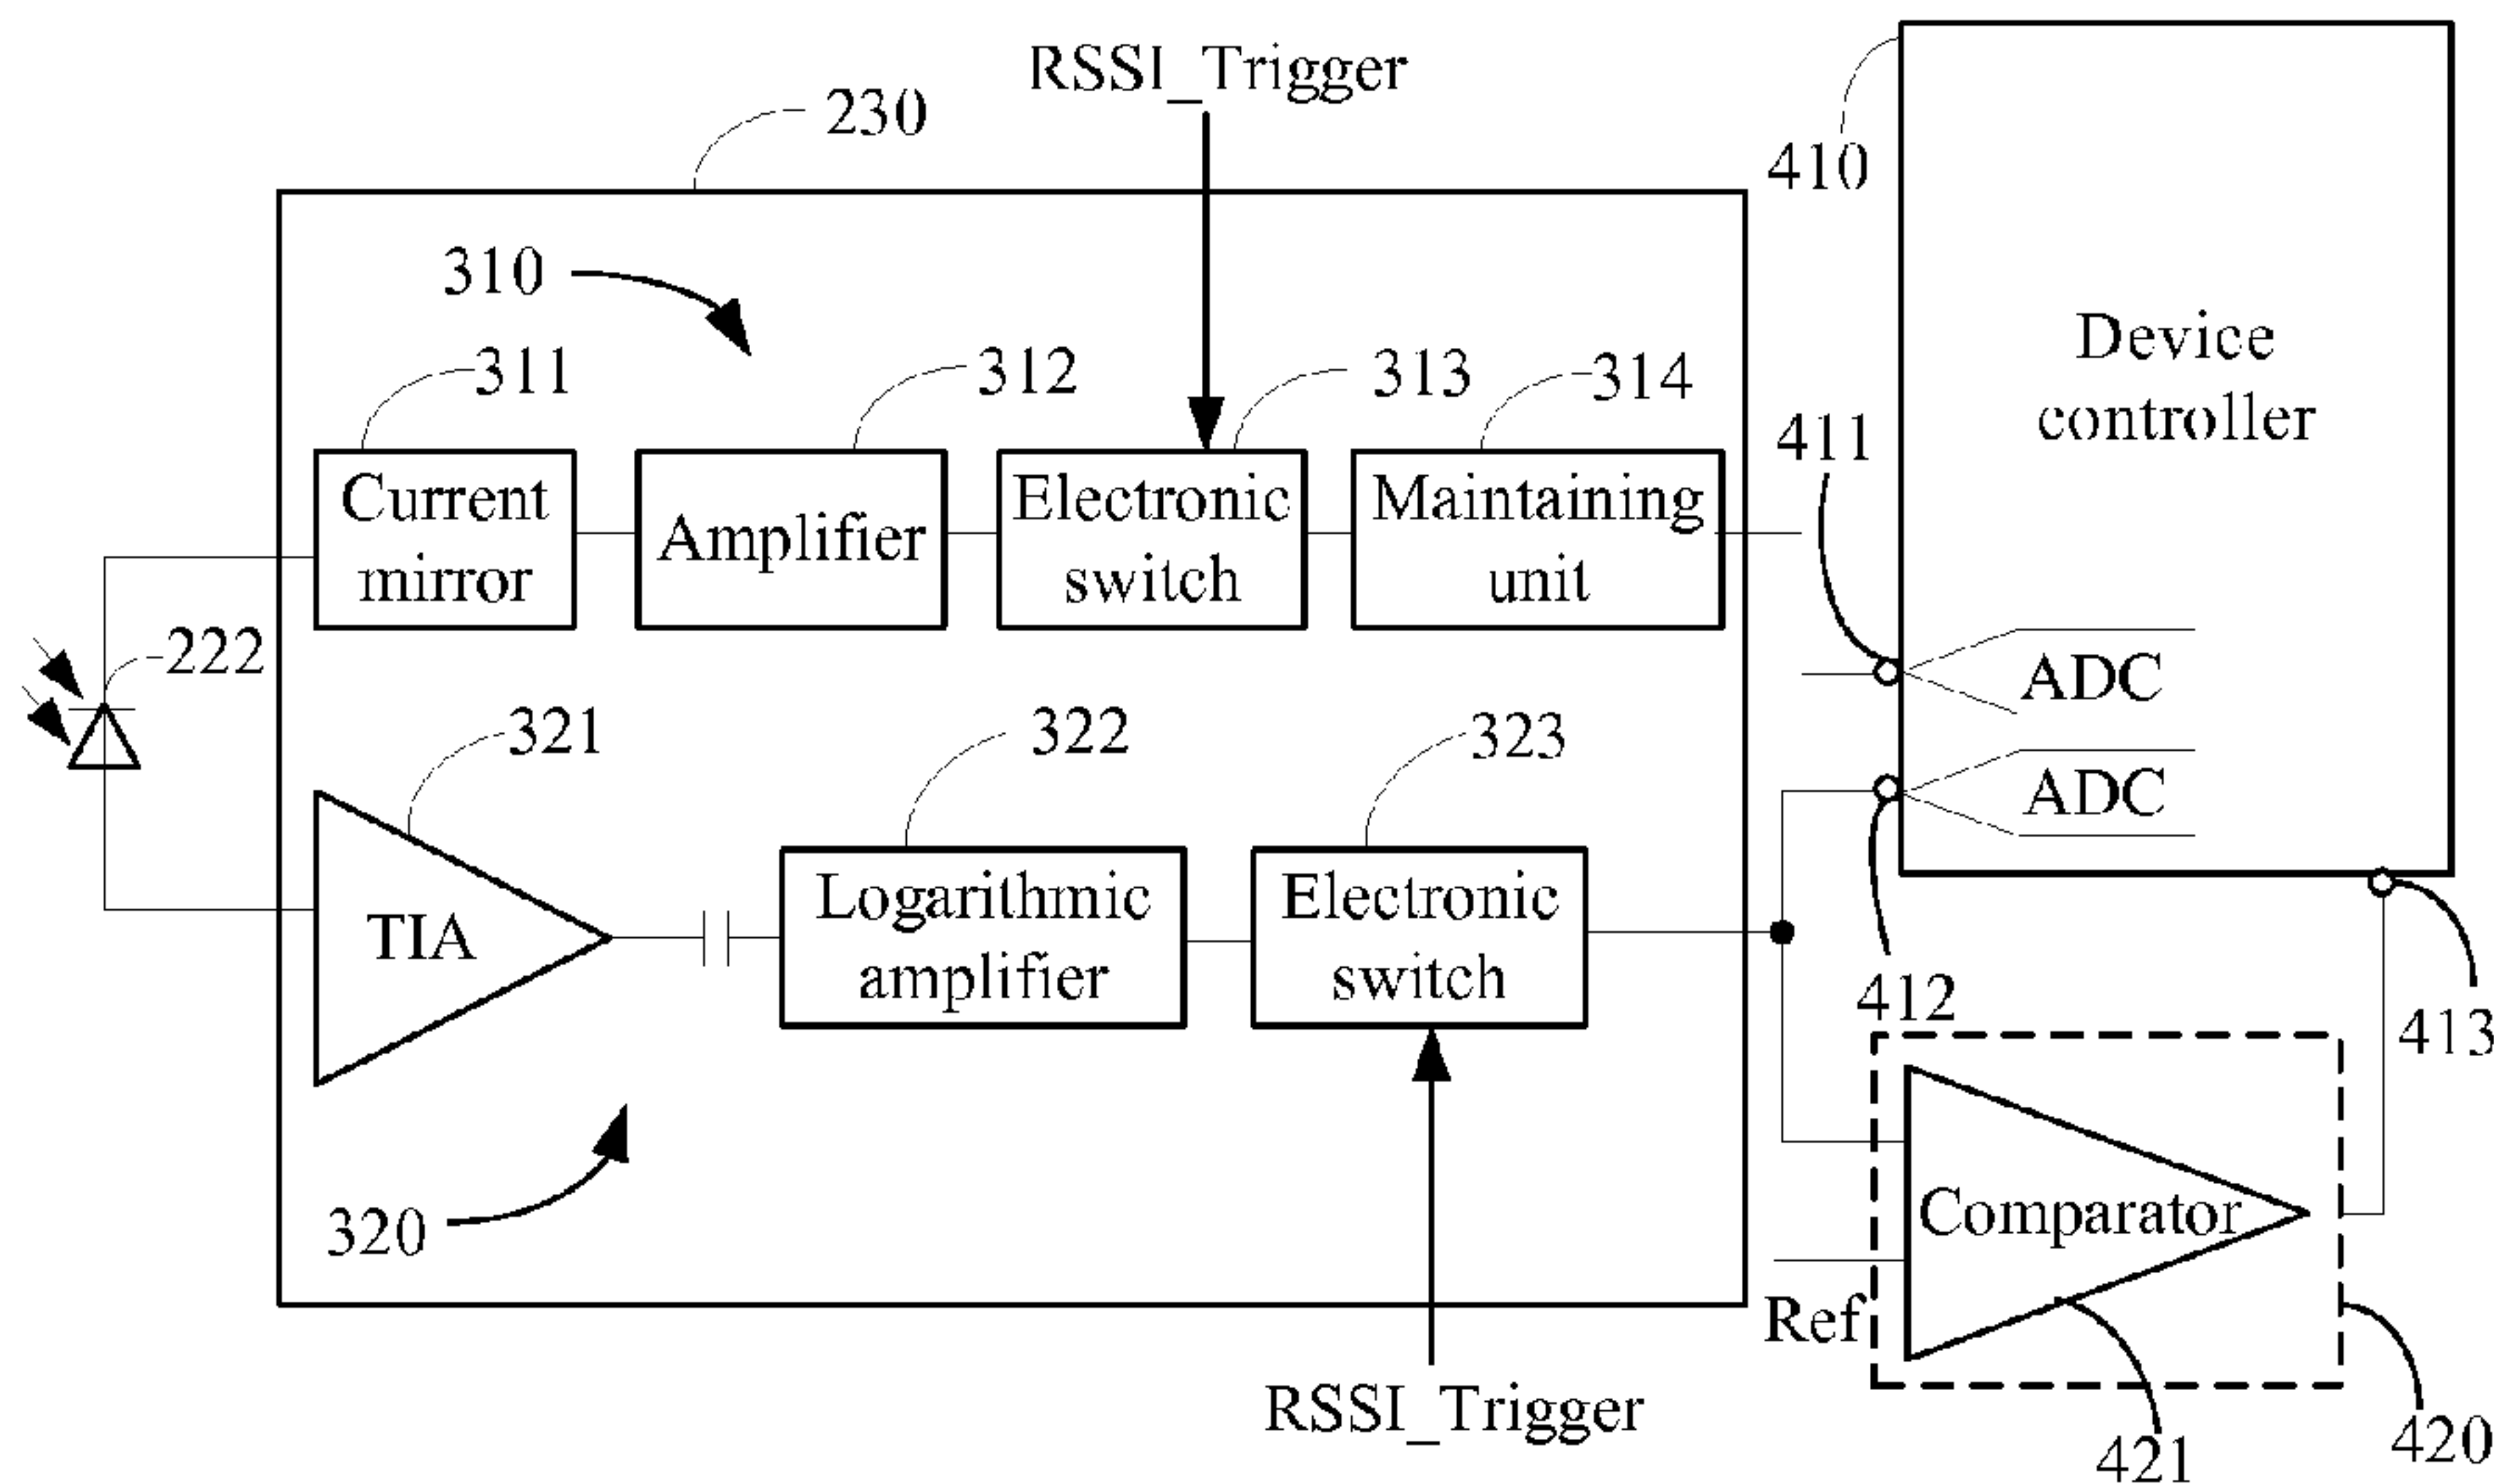 RSSI_Trigger
230
410
310
311
312
313
314
Device
controller
411
Current
mirror
Amplifier
Electronic
switch
Maintaining
unit
222
ADC
321
322
323
ADC
TIA
Logarithmic
amplifier
Electronic
switch
412
413
320
Comparator
Ref
RSSI_Trigger
421
420